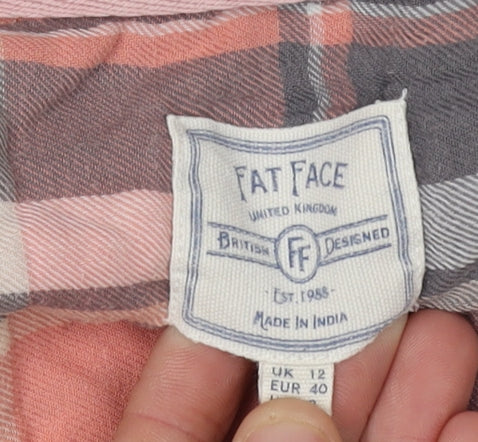 FAT FACE
UNITED KINGDOM
BRITISH FF DESIGNED
· EST. 1988 ·
MADE IN INDIA
UK 12
EUR 40